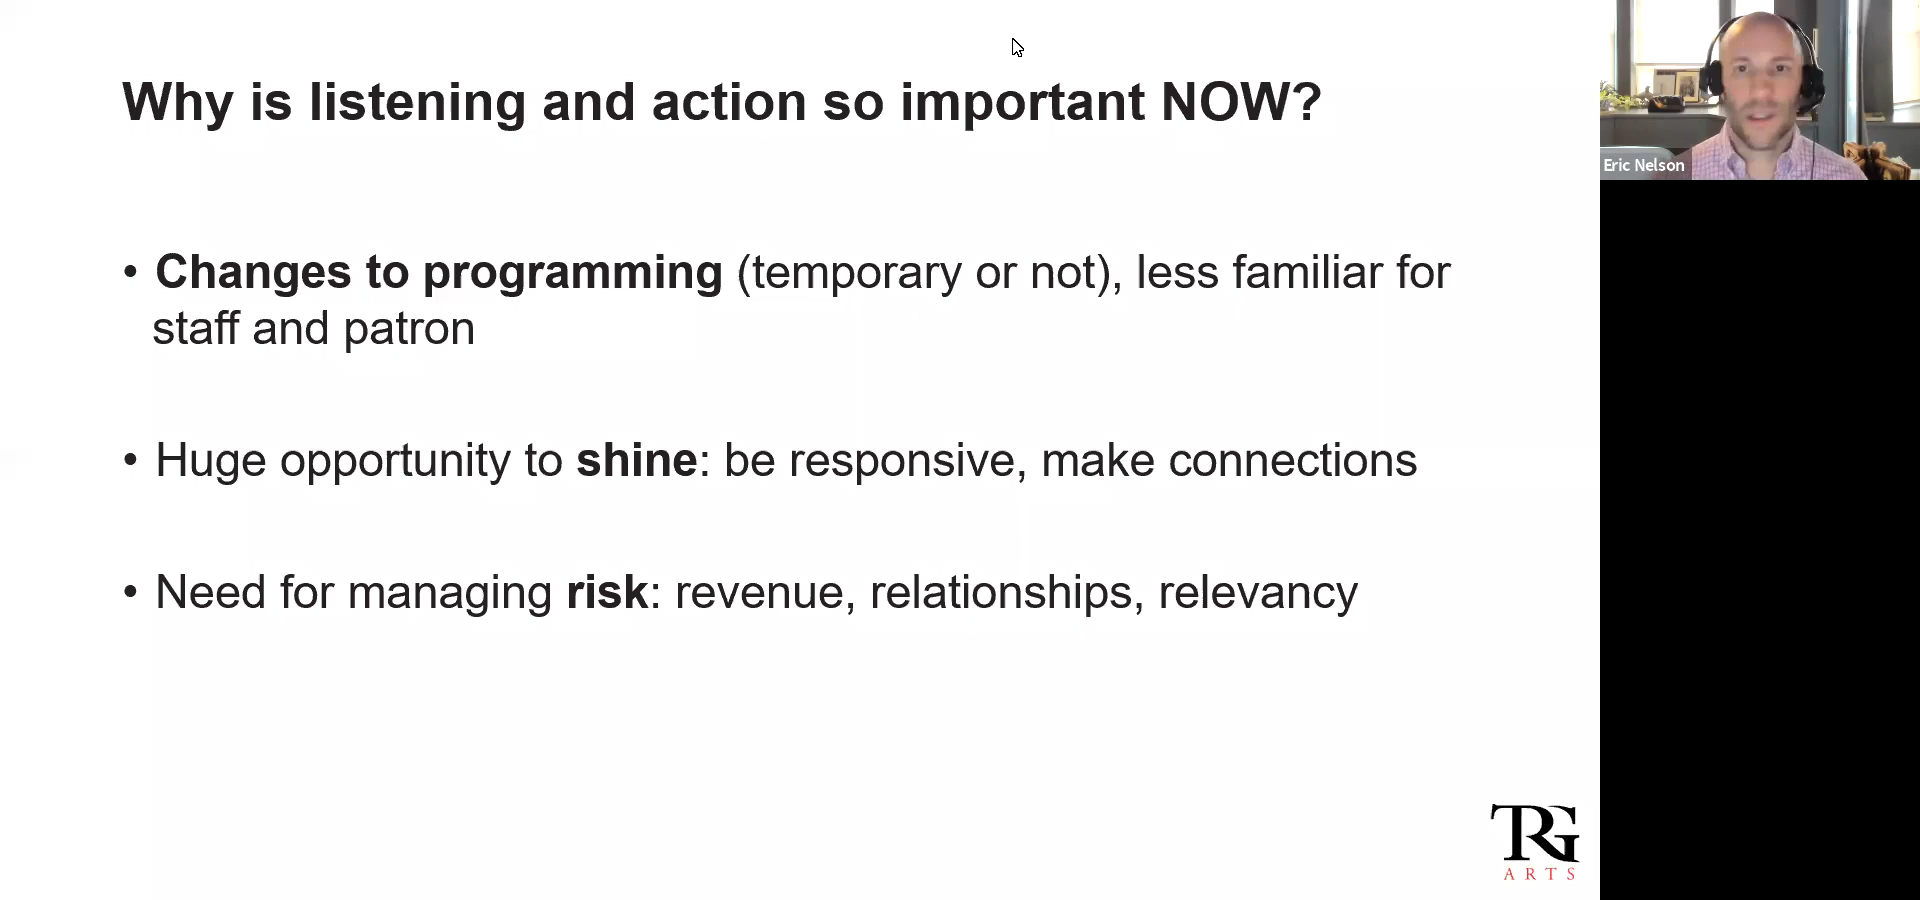 Why is listening and action so important NOW?
• Changes to programming (temporary or not), less familiar for
staff and patron
• Huge opportunity to shine: be responsive, make connections
• Need for managing risk: revenue, relationships, relevancy
Eric Nelson
TRG
ARTS